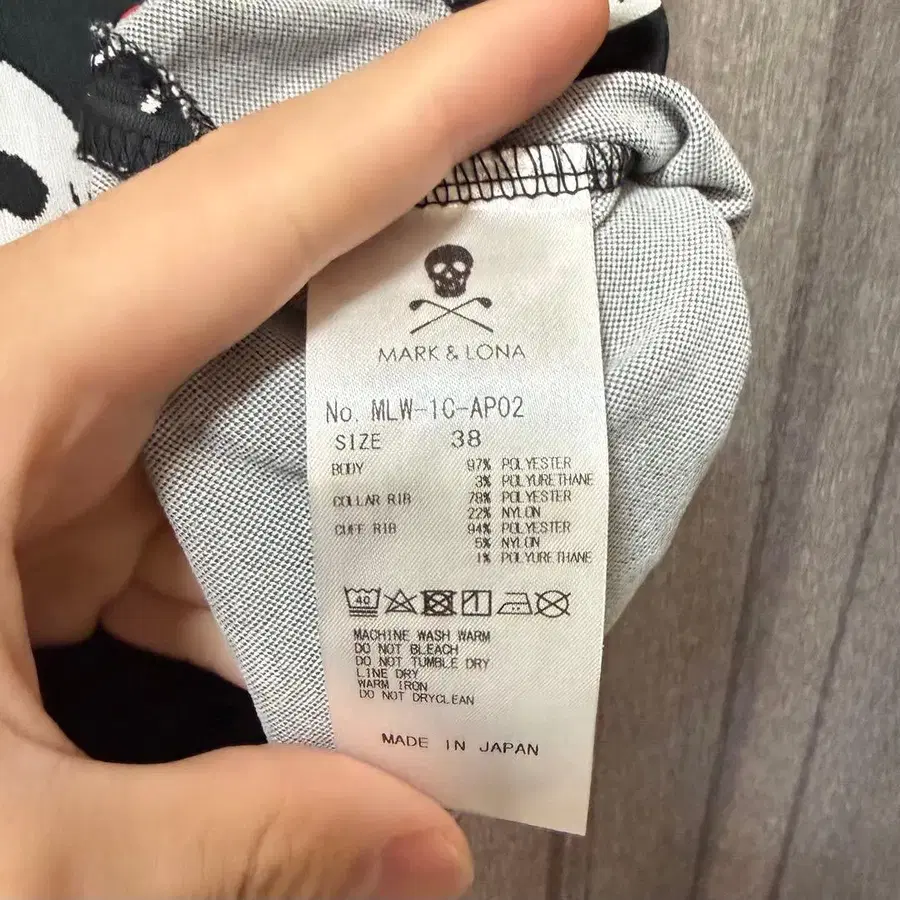 MARK & LONA
No. MLW-1C-AP02
SIZE 38
BODY 97% POLYESTER
3% POLYURETHANE
COLLAR RIB 78% POLYESTER
22% NYLON
CUFF RIB 94% POLYESTER
5% NYLON
1% POLYURETHANE
40
MACHINE WASH WARM
DO NOT BLEACH
DO NOT TUMBLE DRY
LINE DRY
WARM IRON
DO NOT DRYCLEAN
MADE IN JAPAN